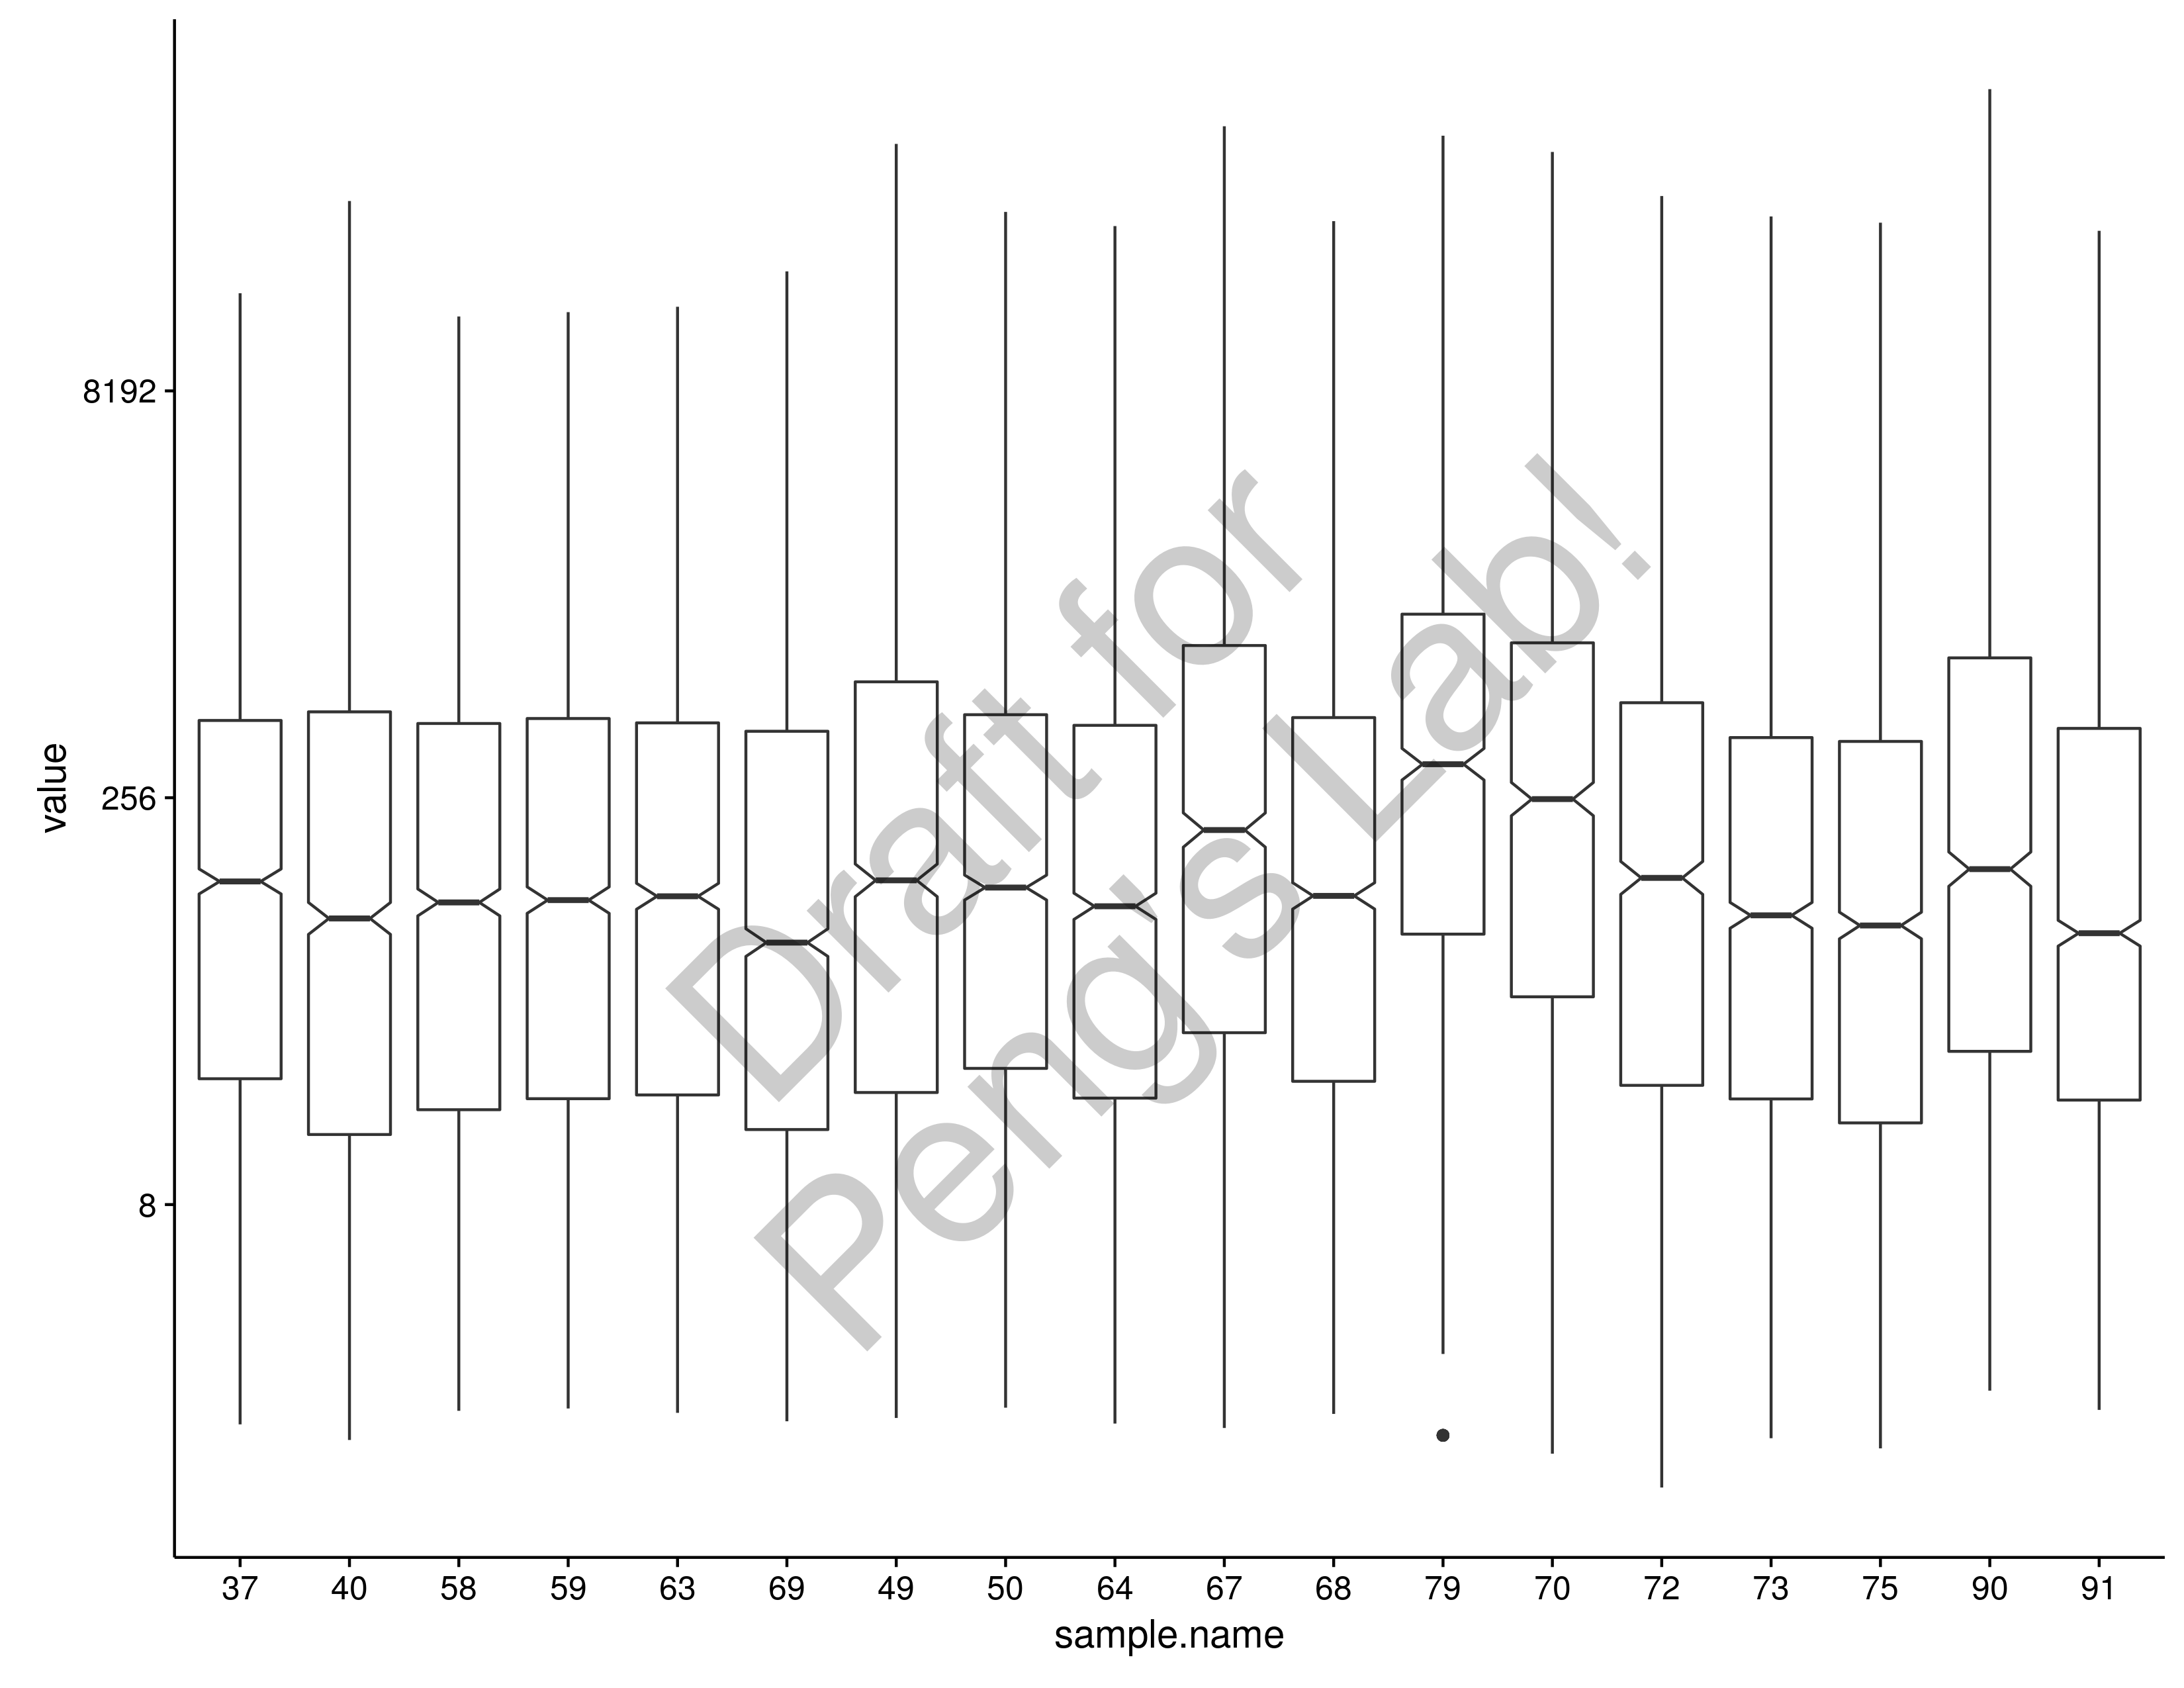 8192
256
8
value
37 40 58 59 63 69 49 50 64 67 68 79 70 72 73 75 90 91
sample.name
Draft for
Peng's Lab!